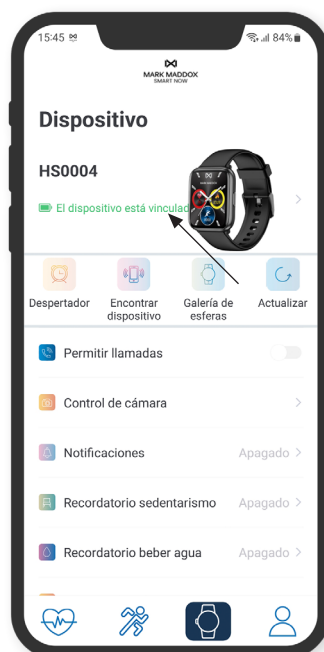 15:45 84%
MARK MADDOX
SMART NOW
Dispositivo
HS0004
El dispositivo está vinculad
Despertador
Encontrar
dispositivo
Galería de
esferas
Actualizar
Permitir llamadas
Control de cámara
Notificaciones Apagado
Recordatorio sedentarismo Apagado
Recordatorio beber agua Apagado